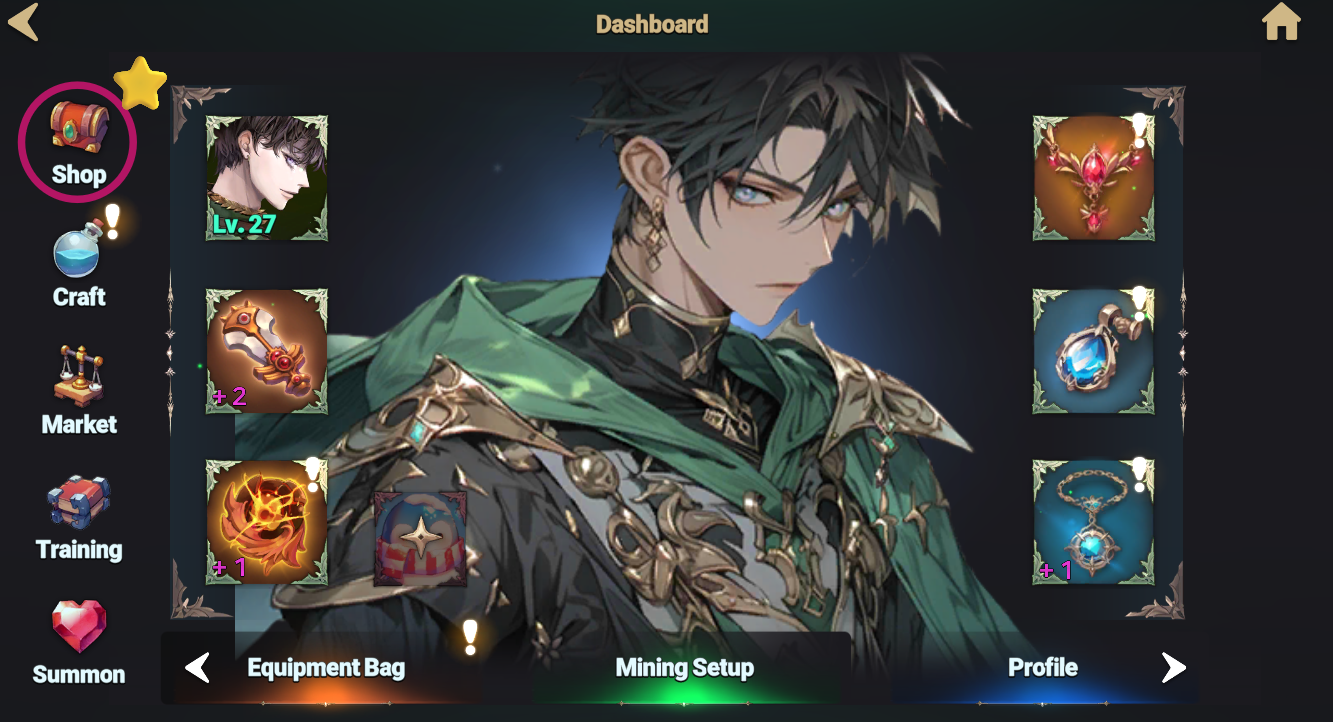 Dashboard
Shop
Craft
Market
Training
Summon
Lv. 27
+ 2
+ 1
+ 1
Equipment Bag
Mining Setup
Profile